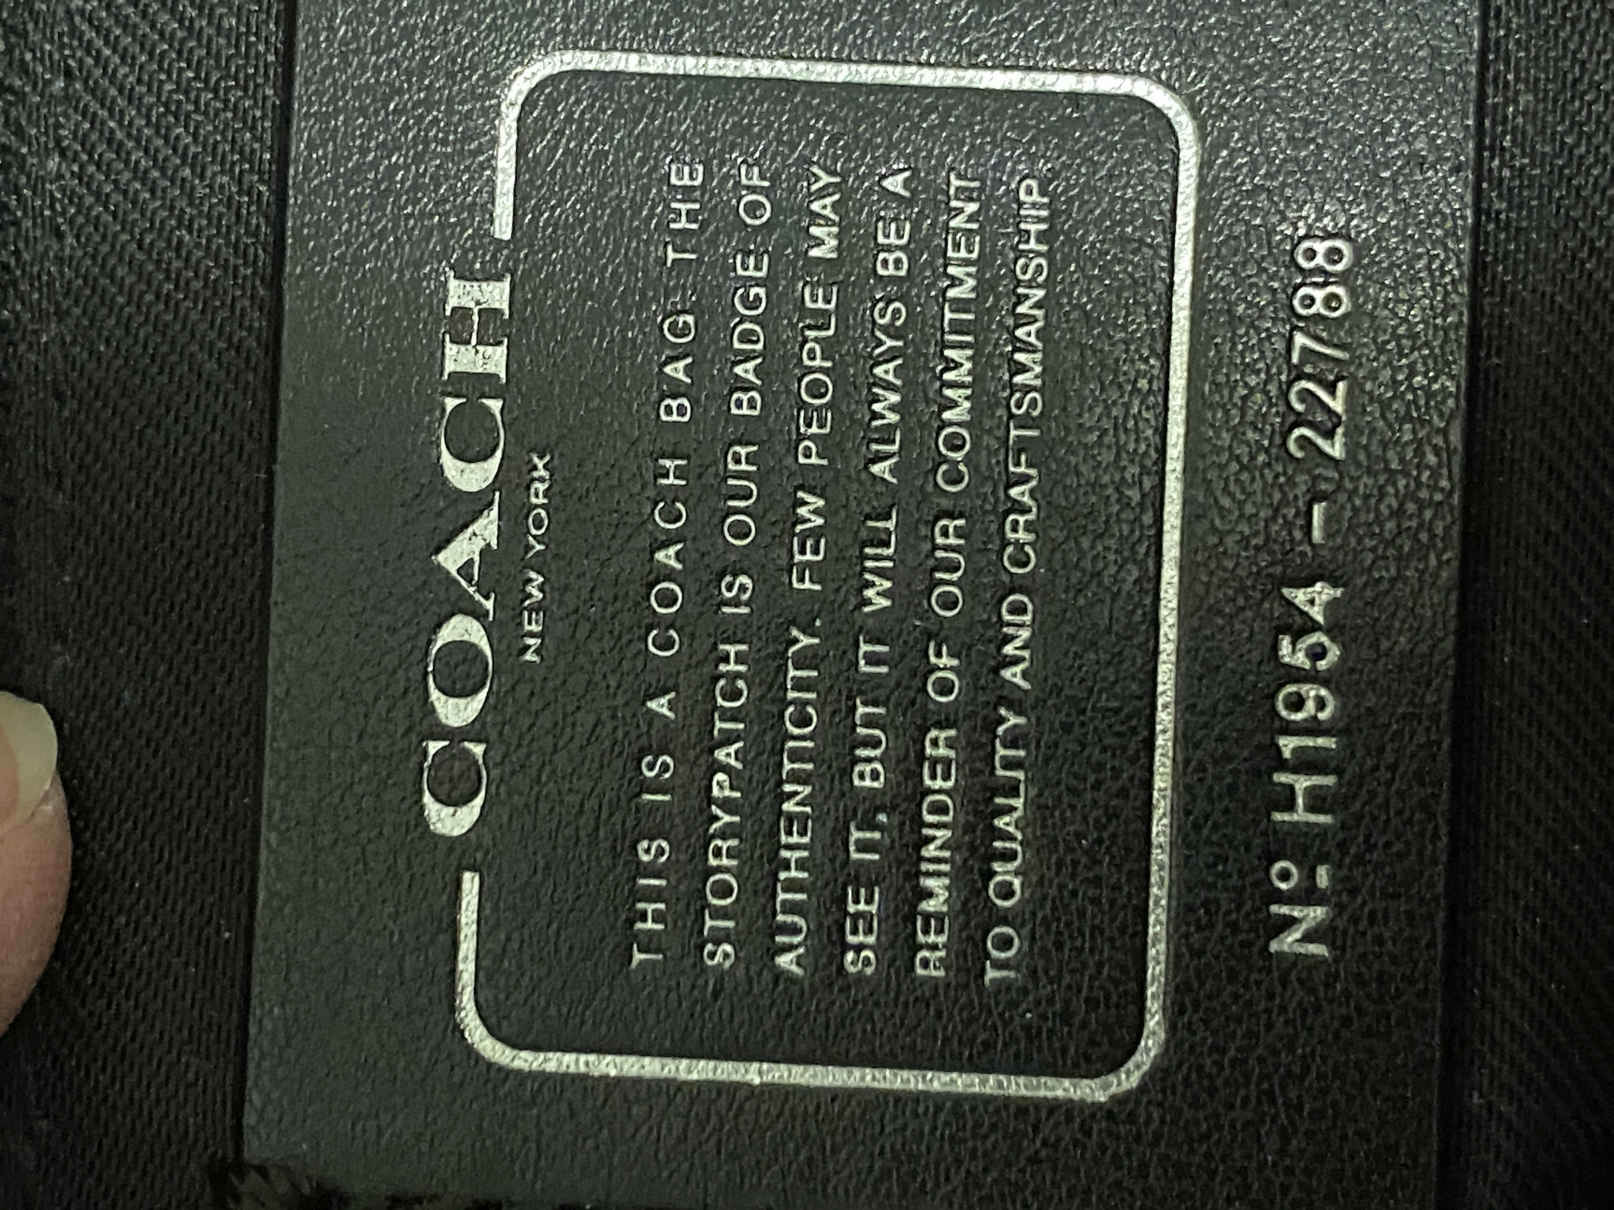 COACH
NEW YORK
THIS IS A COACH BAG. THE
STORYPATCH IS OUR BADGE OF
AUTHENTICITY. FEW PEOPLE MAY
SEE IT, BUT IT WILL ALWAYS BE A
REMINDER OF OUR COMMITMENT
TO QUALITY AND CRAFTSMANSHIP.
Nº H1954 - 22788